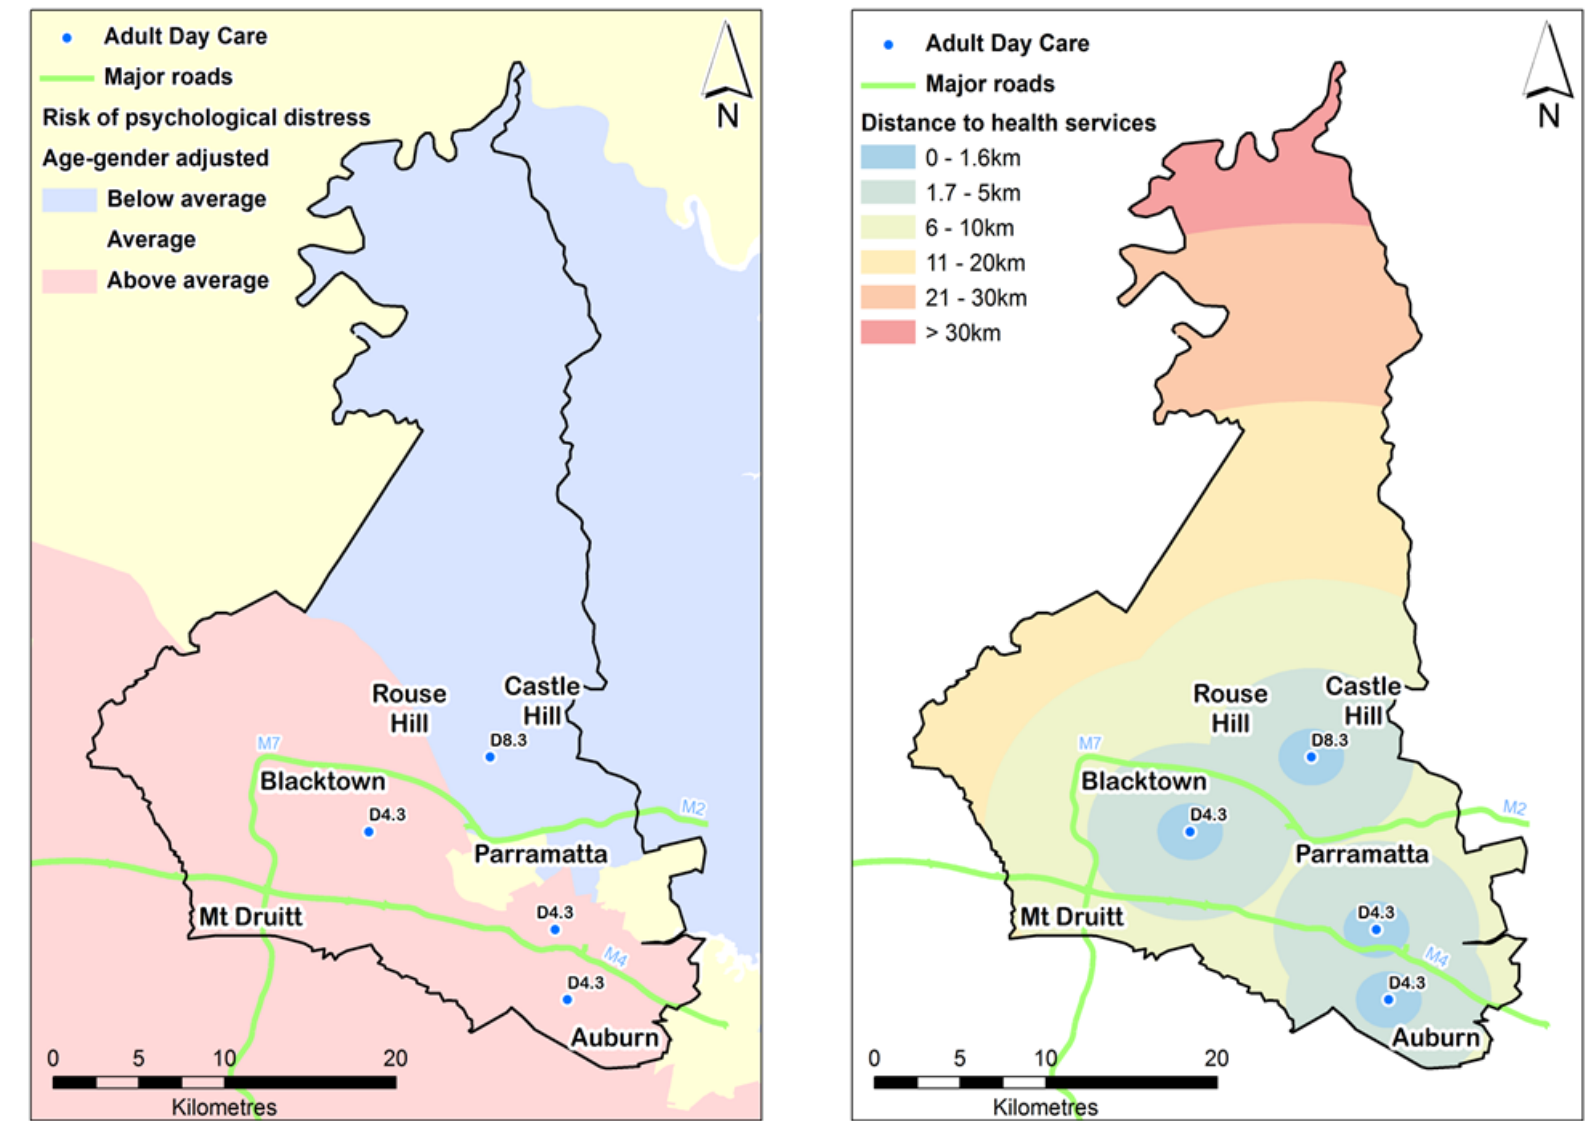 Adult Day Care
Major roads
Risk of psychological distress
Age-gender adjusted
Below average
Average
Above average
N
Rouse
Hill
Castle
Hill
D8.3
M7
Blacktown
D4.3
M2
Parramatta
Mt Druitt
D4.3
M4
D4.3
Auburn
0 5 10 20
Kilometres
Adult Day Care
Major roads
Distance to health services
0 - 1.6km
1.7 - 5km
6 - 10km
11 - 20km
21 - 30km
> 30km
N
Rouse
Hill
Castle
Hill
D8.3
M7
Blacktown
D4.3
M2
Parramatta
Mt Druitt
D4.3
M4
D4.3
Auburn
0 5 10 20
Kilometres